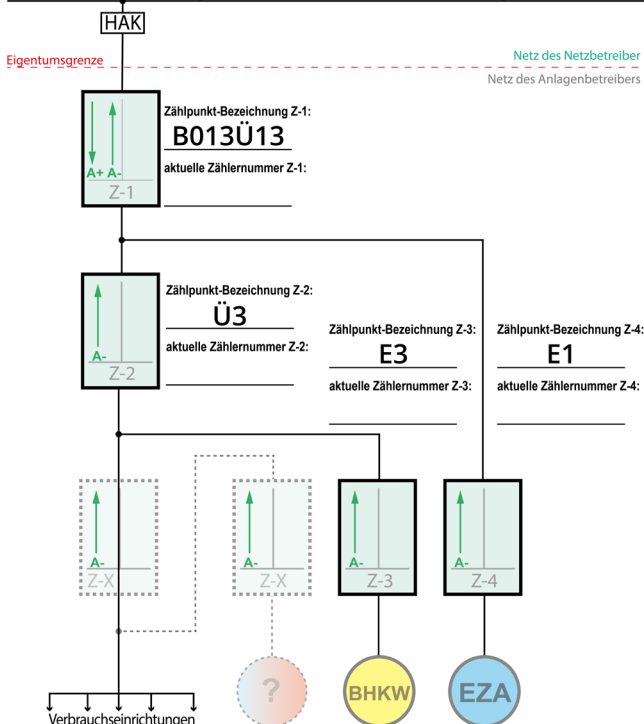 HAK
Eigentumsgrenze
Netz des Netzbetreiber
Netz des Anlagenbetreibers
Zählpunkt-Bezeichnung Z-1:
B013Ü13
aktuelle Zählernummer Z-1:
A+ A-
Z-1
Zählpunkt-Bezeichnung Z-2:
Ü3
aktuelle Zählernummer Z-2:
A-
Z-2
Zählpunkt-Bezeichnung Z-3:
E3
aktuelle Zählernummer Z-3:
Zählpunkt-Bezeichnung Z-4:
E1
aktuelle Zählernummer Z-4:
A-
Z-X
A-
Z-X
A-
Z-3
A-
Z-4
?
BHKW
EZA
Verbrauchseinrichtungen